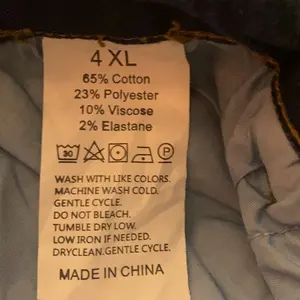 4 XL
65% Cotton
23% Polyester
10% Viscose
2% Elastane
30 P
WASH WITH LIKE COLORS.
MACHINE WASH COLD.
GENTLE CYCLE.
DO NOT BLEACH.
TUMBLE DRY LOW.
LOW IRON IF NEEDED.
DRYCLEAN.GENTLE CYCLE.
MADE IN CHINA